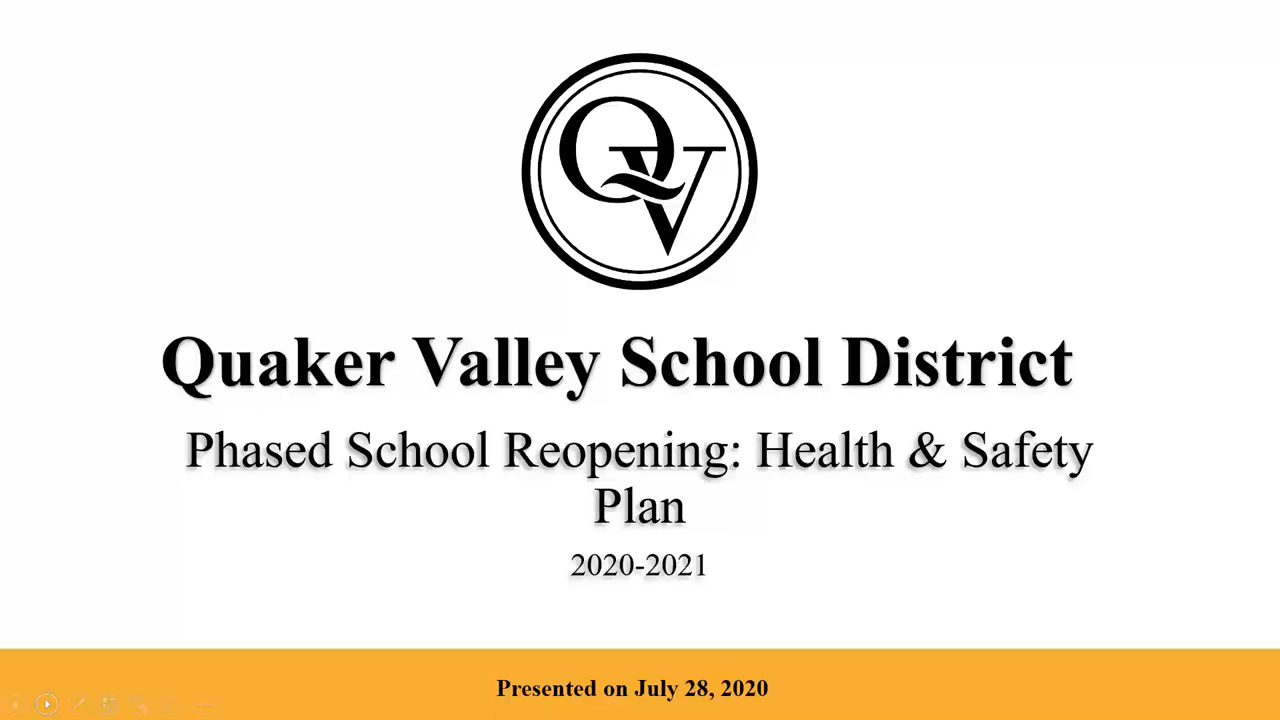 QV
Quaker Valley School District
Phased School Reopening: Health & Safety
Plan
2020-2021
Presented on July 28, 2020